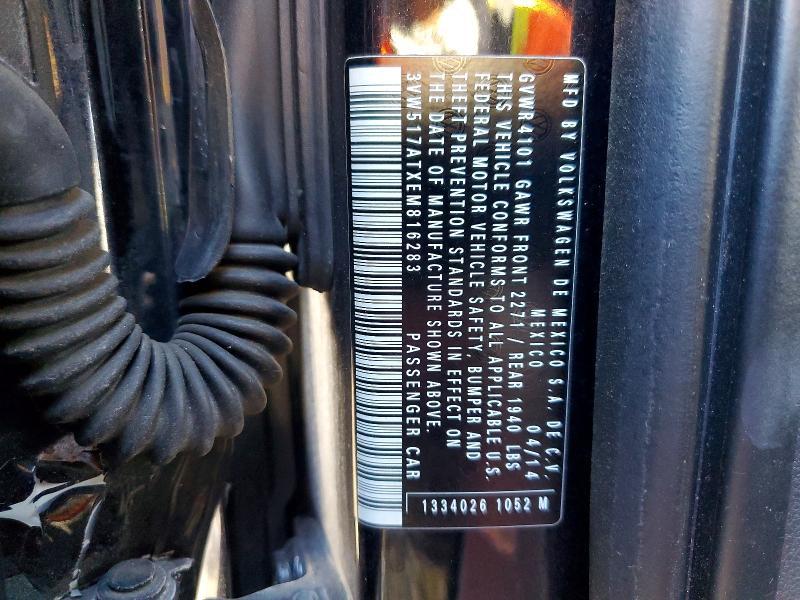 MFD BY VOLKSWAGEN DE MEXICO S.A. DE C.V.
MEXICO 04/14
GVWR4101 GAWR FRONT 2271 / REAR 1940 LBS
THIS VEHICLE CONFORMS TO ALL APPLICABLE U.S.
FEDERAL MOTOR VEHICLE SAFETY, BUMPER AND
THEFT PREVENTION STANDARDS IN EFFECT ON
THE DATE OF MANUFACTURE SHOWN ABOVE.
3VW517ATXEM816283 PASSENGER CAR
1334026 1052 M